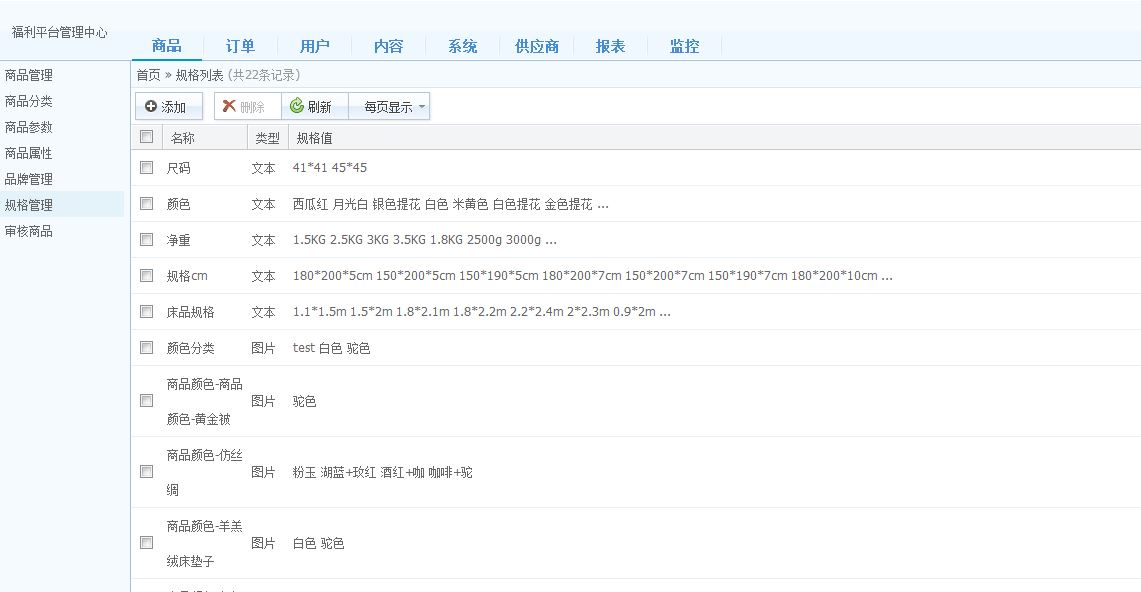 福利平台管理中心
商品 订单 用户 内容 系统 供应商 报表 监控
商品管理
商品分类
商品参数
商品属性
品牌管理
规格管理
审核商品
首页 » 规格列表 (共22条记录)
添加 删除 刷新 每页显示
名称 类型 规格值
尺码 文本 41*41 45*45
颜色 文本 西瓜红 月光白 银色提花 白色 米黄色 白色提花 金色提花 ...
净重 文本 1.5KG 2.5KG 3KG 3.5KG 1.8KG 2500g 3000g ...
规格cm 文本 180*200*5cm 150*200*5cm 150*190*5cm 180*200*7cm 150*200*7cm 150*190*7cm 180*200*10cm ...
床品规格 文本 1.1*1.5m 1.5*2m 1.8*2.1m 1.8*2.2m 2.2*2.4m 2*2.3m 0.9*2m ...
颜色分类 图片 test 白色 驼色
商品颜色-商品
颜色-黄金被 图片 驼色
商品颜色-仿丝
绸 图片 粉玉 湖蓝+玫红 酒红+咖 咖啡+驼
商品颜色-羊羔
绒床垫子 图片 白色 驼色